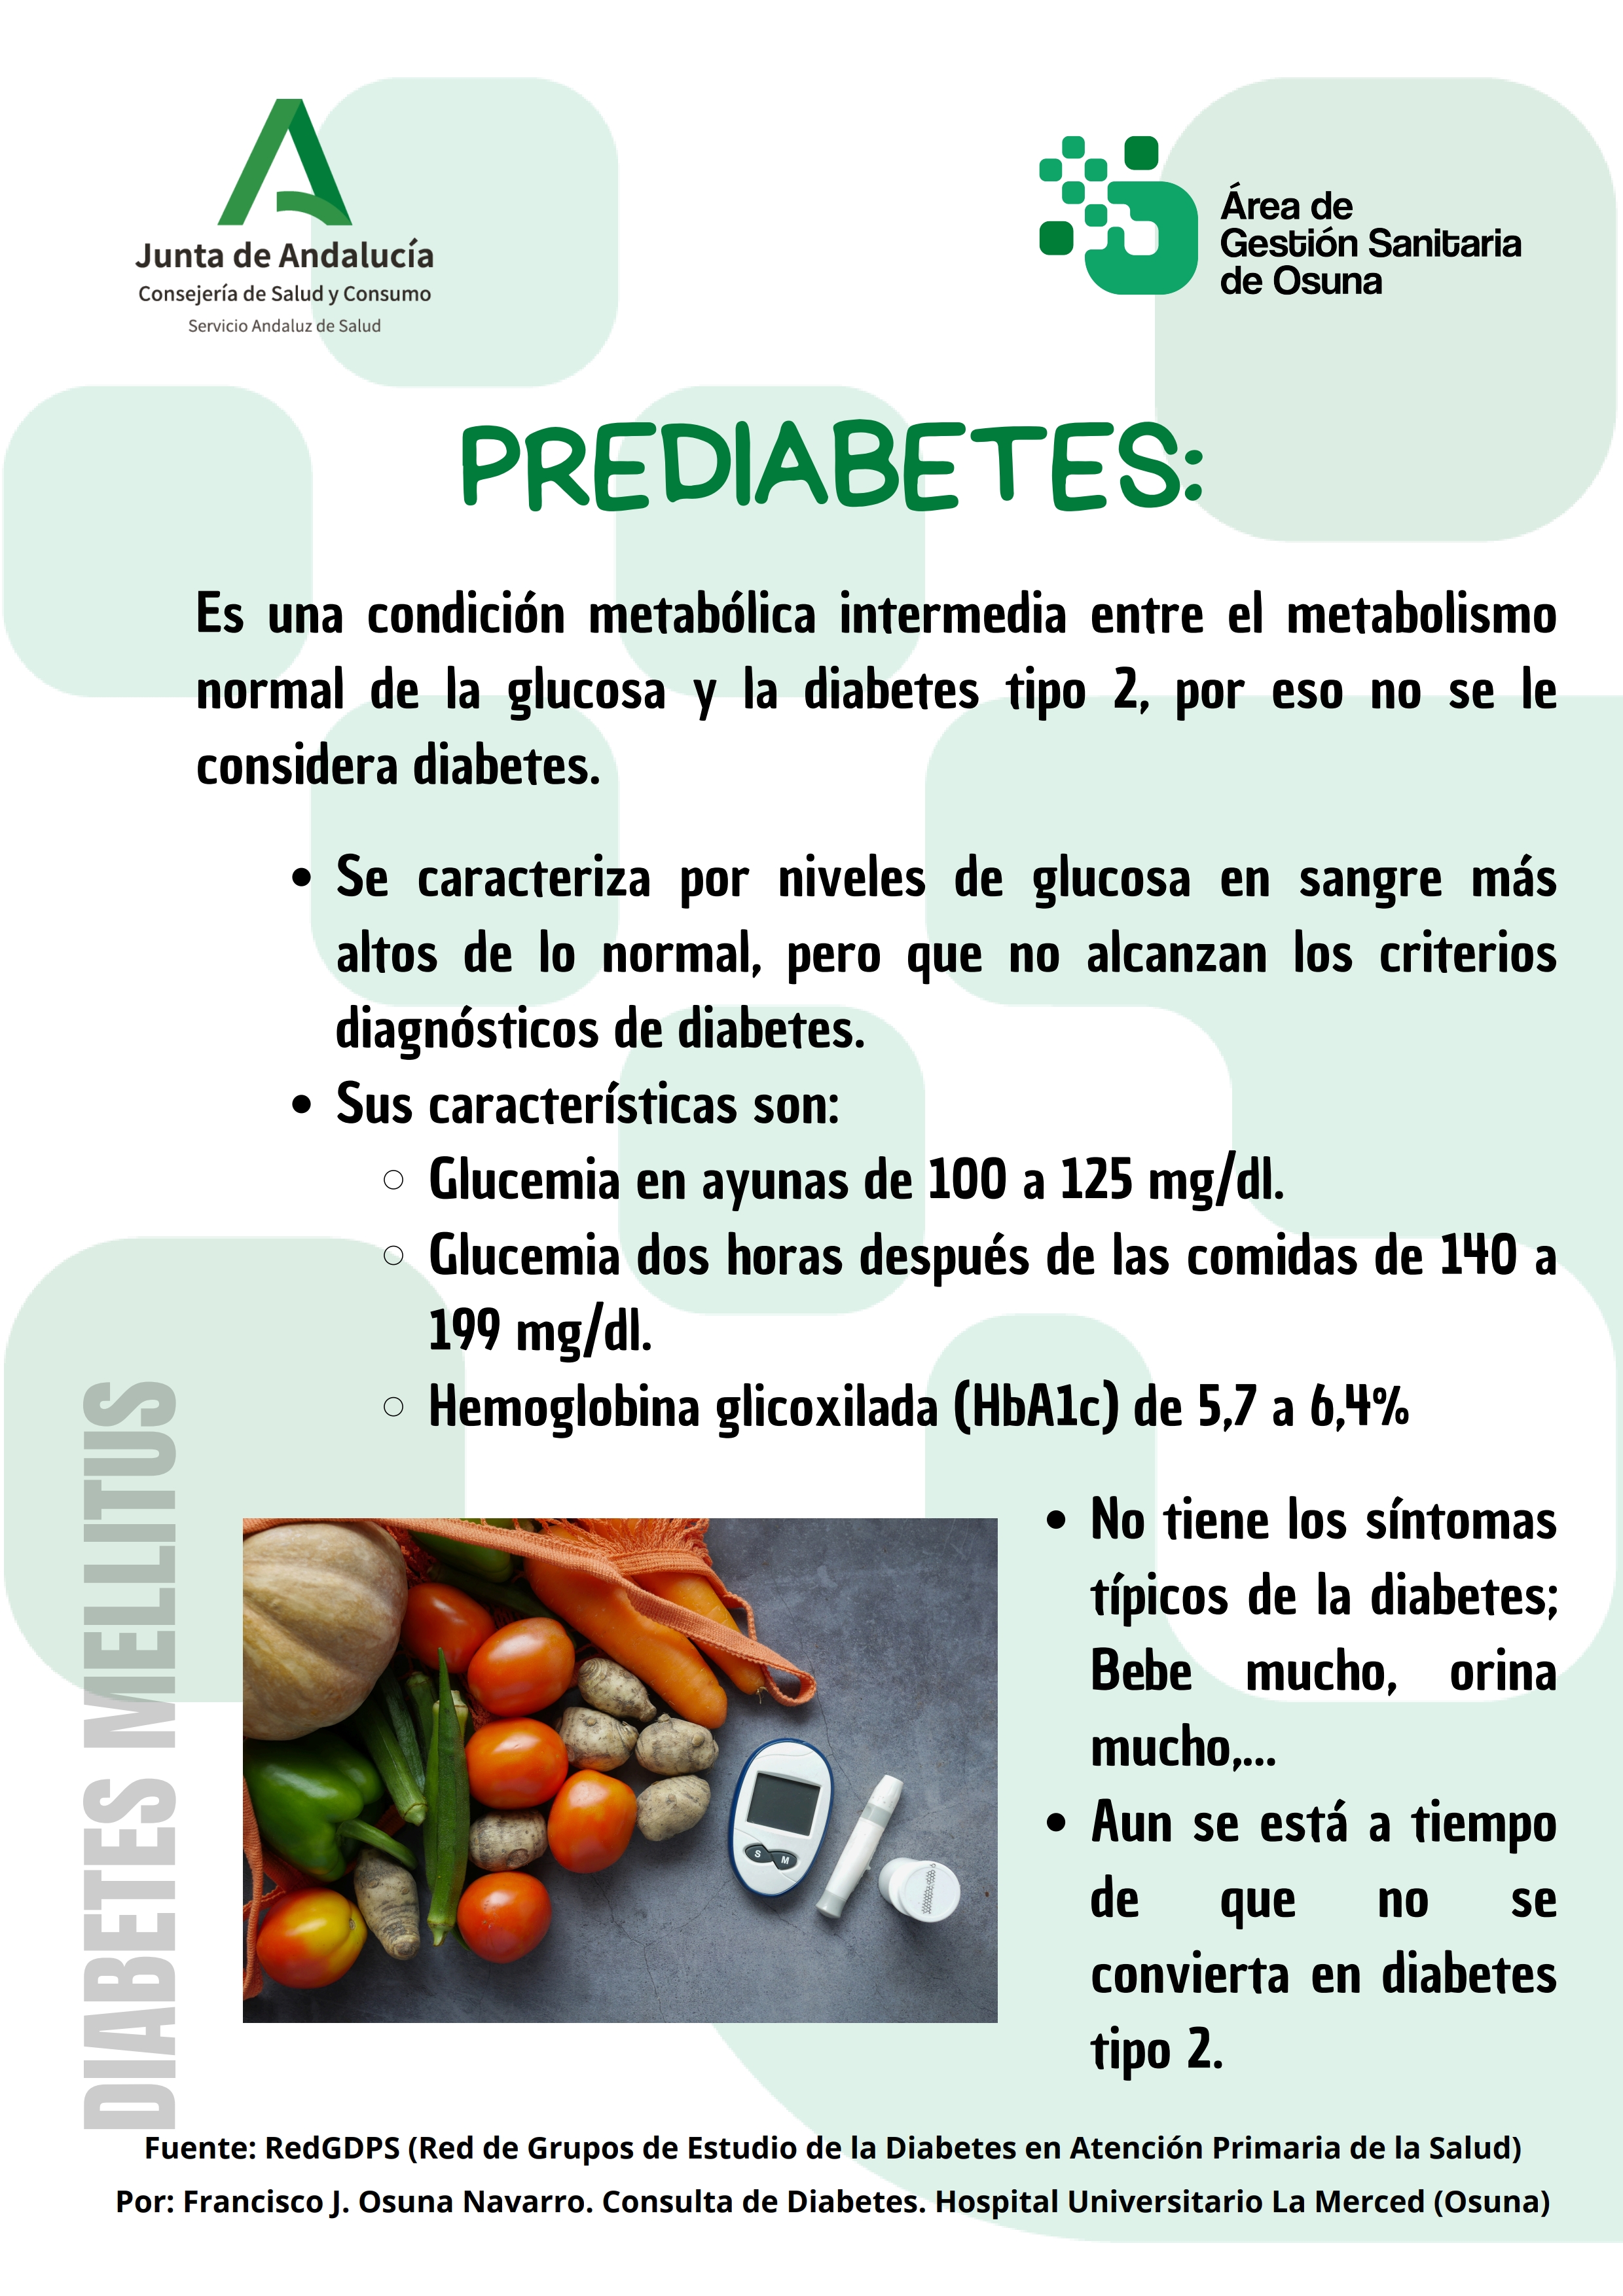 Junta de Andalucía
Consejería de Salud y Consumo
Servicio Andaluz de Salud
Área de
Gestión Sanitaria
de Osuna
PREDIABETES:
Es una condición metabólica intermedia entre el metabolismo
normal de la glucosa y la diabetes tipo 2, por eso no se le
considera diabetes.
• Se caracteriza por niveles de glucosa en sangre más
altos de lo normal, pero que no alcanzan los criterios
diagnósticos de diabetes.
• Sus características son:
○ Glucemia en ayunas de 100 a 125 mg/dl.
○ Glucemia dos horas después de las comidas de 140 a
199 mg/dl.
○ Hemoglobina glicoxilada (HbA1c) de 5,7 a 6,4%
DIABETES MELLITUS
S M
• No tiene los síntomas
típicos de la diabetes;
Bebe mucho, orina
mucho,...
• Aun se está a tiempo
de que no se
convierta en diabetes
tipo 2.
Fuente: RedGDPS (Red de Grupos de Estudio de la Diabetes en Atención Primaria de la Salud)
Por: Francisco J. Osuna Navarro. Consulta de Diabetes. Hospital Universitario La Merced (Osuna)